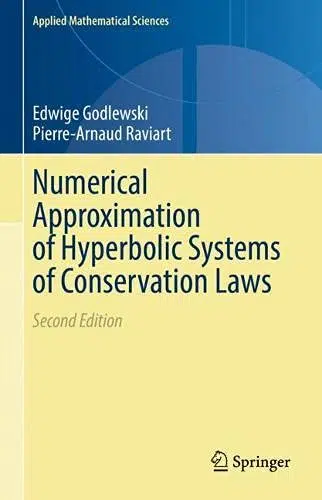 Applied Mathematical Sciences
Edwige Godlewski
Pierre-Arnaud Raviart
Numerical
Approximation
of Hyperbolic Systems
of Conservation Laws
Second Edition
Springer